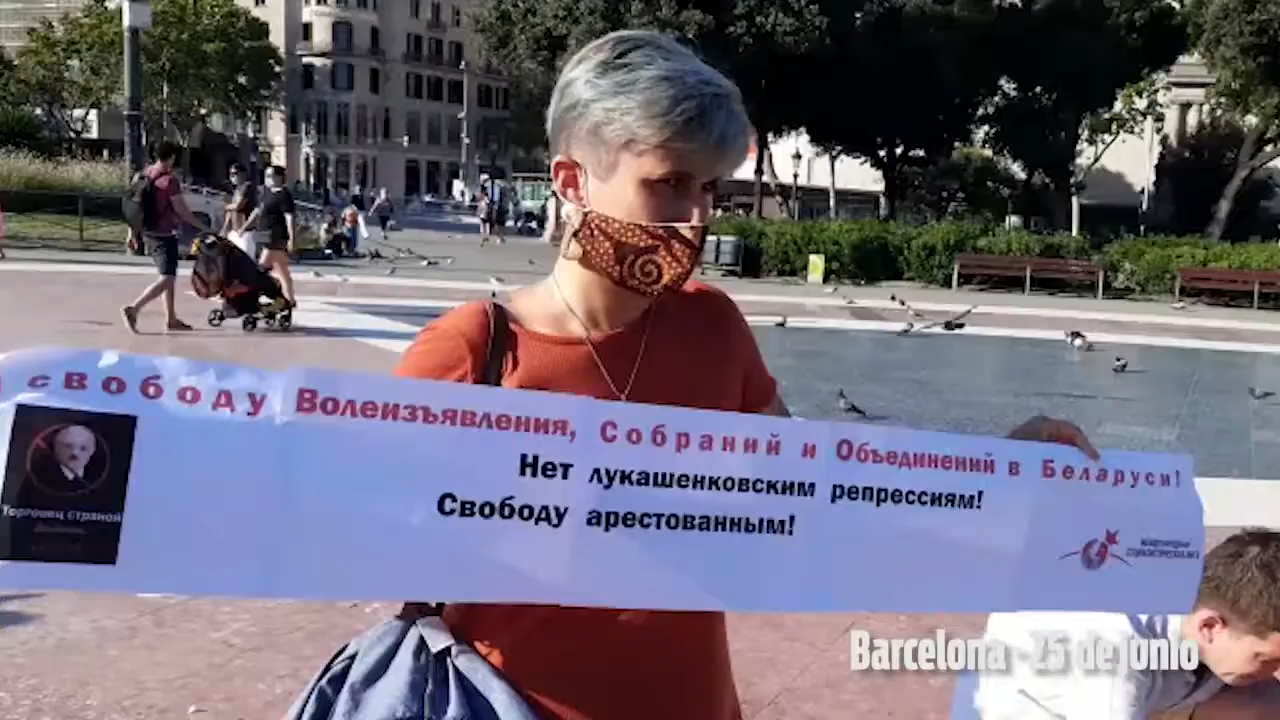 свободу Волеизъявления, Собраний и Объединений в Беларуси!
Нет лукашенковским репрессиям!
Свободу арестованным!
Торговец страной
Barcelona - 25 de junio